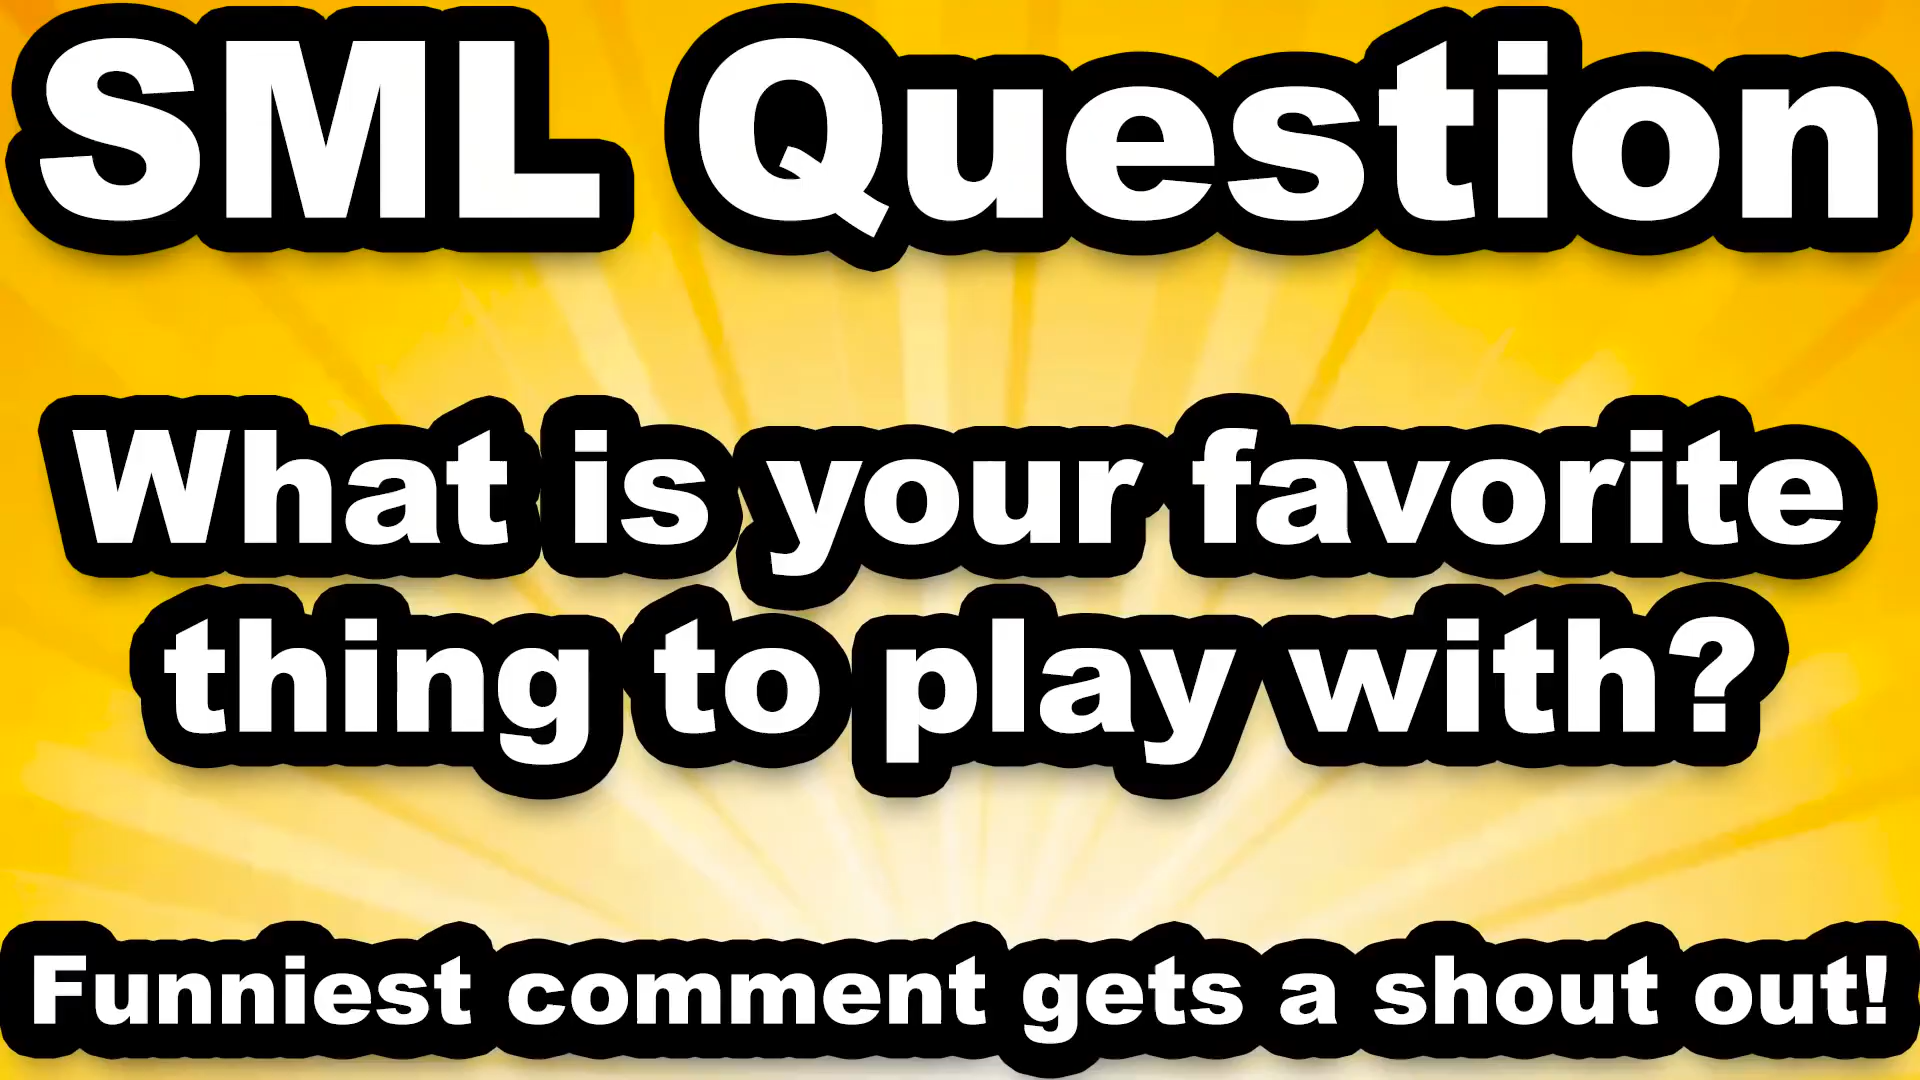 SML Question
What is your favorite
thing to play with?
Funniest comment gets a shout out!